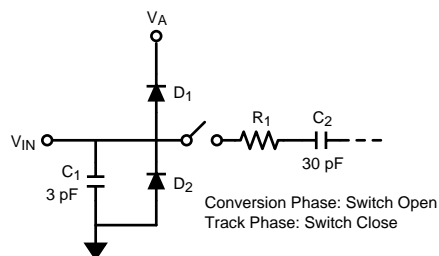 VA
D1
R1
C2
VIN
C1
D2
30 pF
3 pF
Conversion Phase: Switch Open
Track Phase: Switch Close